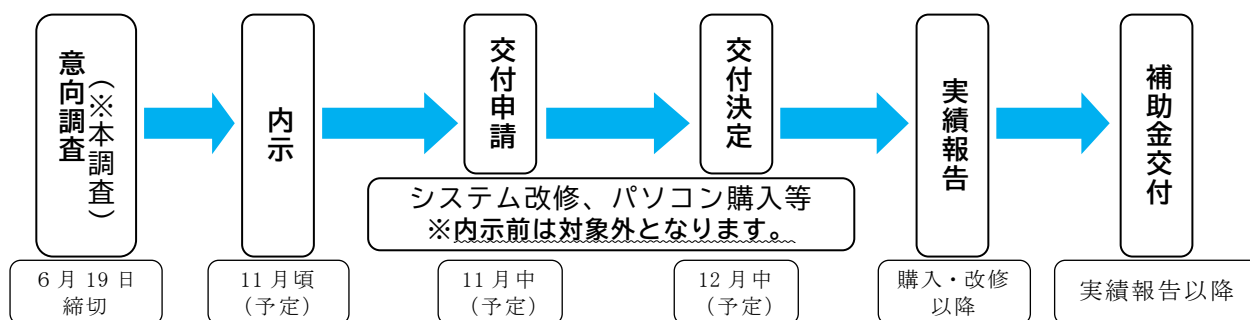 意向調査
（※本調査）
内示
交付申請
交付決定
実績報告
補助金交付
システム改修、パソコン購入等
※内示前は対象外となります。
6月19日
締切
11月頃
（予定）
11月中
（予定）
12月中
（予定）
購入・改修
以降
実績報告以降